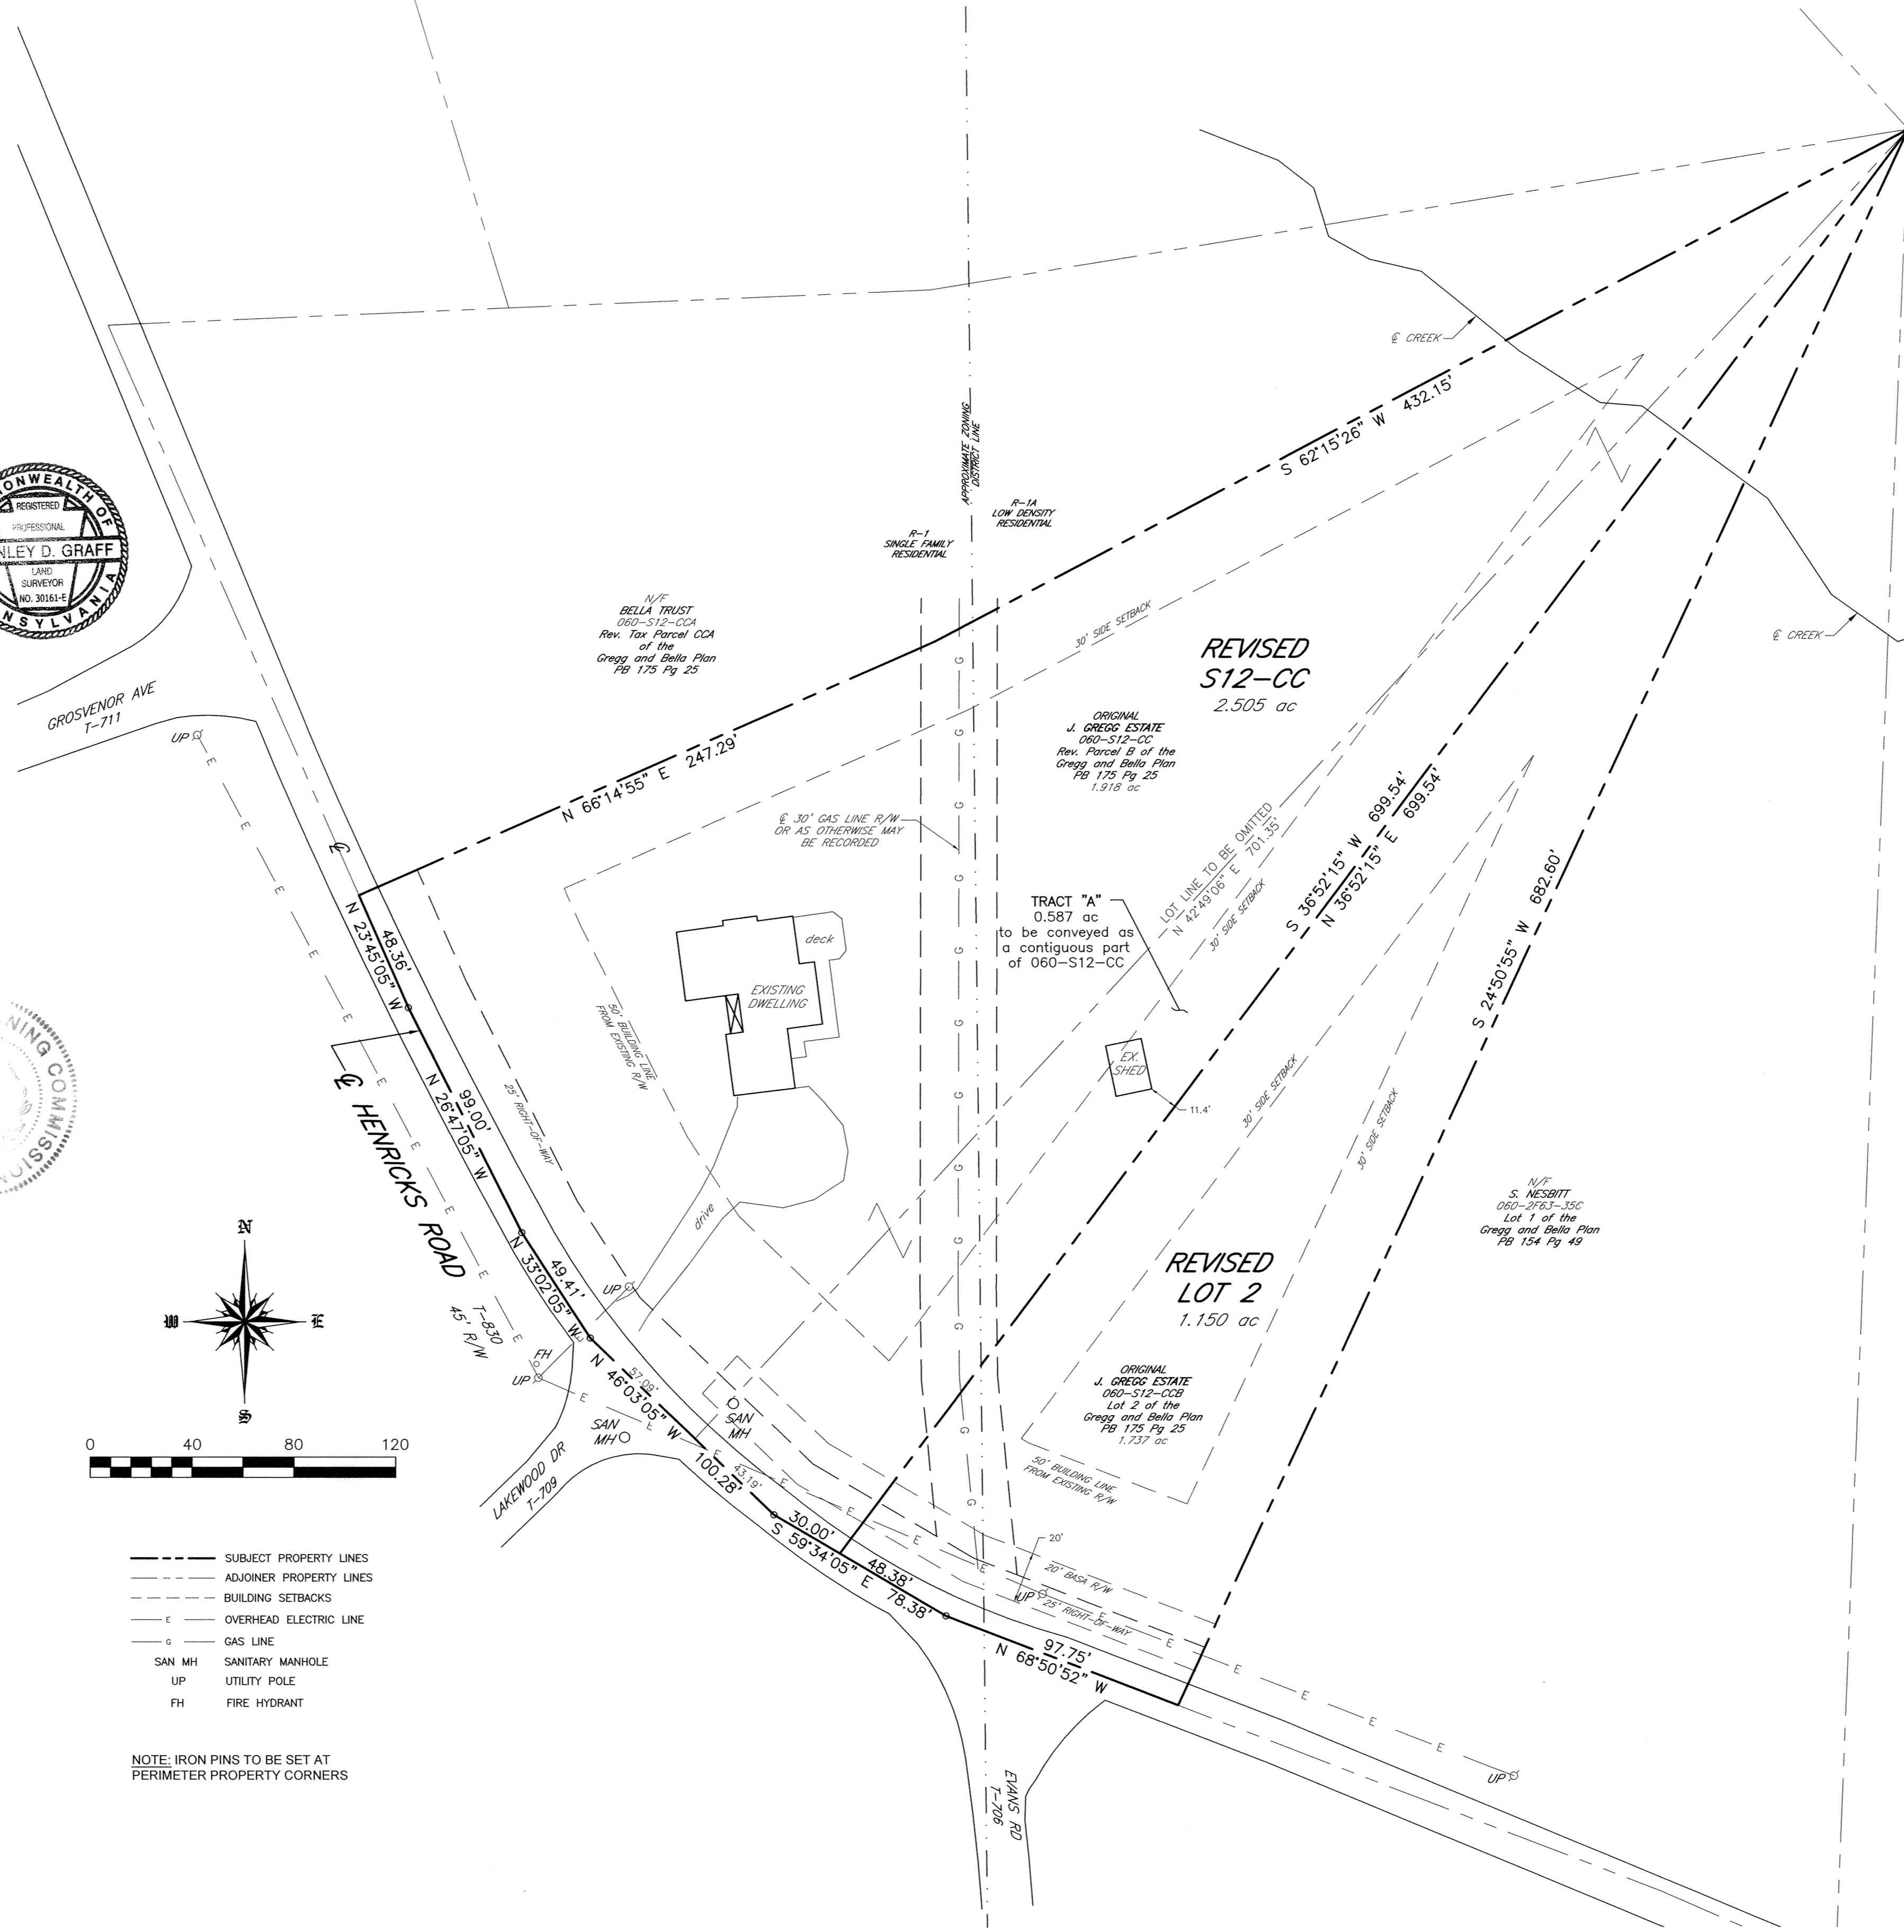 ℄ CREEK
S 62°15'26" W 432.15'
APPROXIMATE ZONING
DISTRICT LINE
R-1A
LOW DENSITY
RESIDENTIAL
R-1
SINGLE FAMILY
RESIDENTIAL
ONWEALTH OF
REGISTERED
PROFESSIONAL
NLEY D. GRAFF
LAND
SURVEYOR
NO. 30161-E
NSYLVANIA
N/F
BELLA TRUST
060-S12-CCA
Rev. Tax Parcel CCA
of the
Gregg and Bella Plan
PB 175 Pg 25
30' SIDE SETBACK
REVISED
S12-CC
2.505 ac
℄ CREEK
GROSVENOR AVE
T-711
UP
ORIGINAL
J. GREGG ESTATE
060-S12-CC
Rev. Parcel B of the
Gregg and Bella Plan
PB 175 Pg 25
1.918 ac
N 66°14'55" E 247.29'
℄ 30' GAS LINE R/W
OR AS OTHERWISE MAY
BE RECORDED
℄
LOT LINE TO BE OMITTED
N 42°49'06" E 701.35'
30' SIDE SETBACK
S 36°52'15" W 699.54'
N 36°52'15" E 699.54'
S 24°50'55" W 682.60'
TRACT "A"
0.587 ac
to be conveyed as
a contiguous part
of 060-S12-CC
48.36'
N 23°45'05" W
deck
EXISTING
DWELLING
50' BUILDING LINE
FROM EXISTING R/W
EX.
SHED
11.4'
25' RIGHT-OF-WAY
99.00'
N 26°47'05" W
℄ HENRICKS ROAD
T-830
45' R/W
30' SIDE SETBACK
30' SIDE SETBACK
NING COMMISSION
drive
N/F
S. NESBITT
060-2F63-35C
Lot 1 of the
Gregg and Bella Plan
PB 154 Pg 49
N
W
E
S
49.41'
N 33°02'05" W
UP
REVISED
LOT 2
1.150 ac
FH
UP
57.09'
N 46°03'05" W
43.19'
100.28'
SAN
MH
SAN
MH
ORIGINAL
J. GREGG ESTATE
060-S12-CCB
Lot 2 of the
Gregg and Bella Plan
PB 175 Pg 25
1.737 ac
50' BUILDING LINE
FROM EXISTING R/W
0 40 80 120
LAKEWOOD DR
T-709
30.00'
48.38'
S 59°34'05" E 78.38'
20'
20' BASA R/W
UP
25' RIGHT-OF-WAY
97.75'
N 68°50'52" W
SUBJECT PROPERTY LINES
ADJOINER PROPERTY LINES
BUILDING SETBACKS
E OVERHEAD ELECTRIC LINE
G GAS LINE
SAN MH SANITARY MANHOLE
UP UTILITY POLE
FH FIRE HYDRANT
NOTE: IRON PINS TO BE SET AT
PERIMETER PROPERTY CORNERS
EVANS RD
T-706
UP